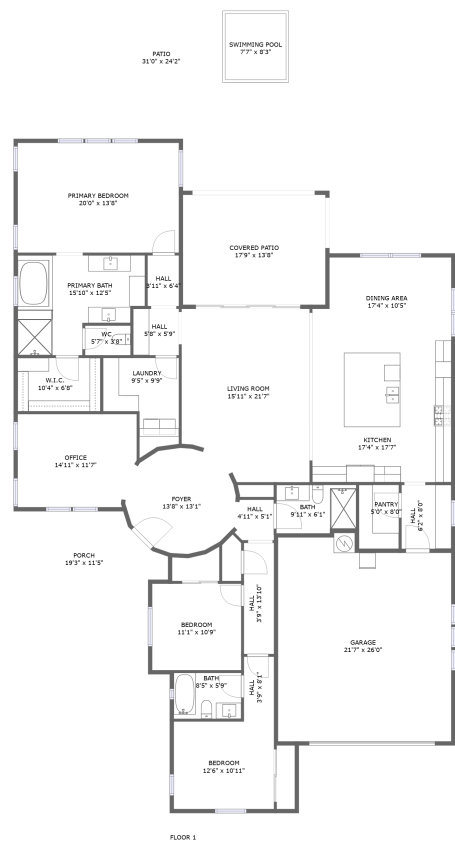 SWIMMING POOL
7'7" x 8'3"
PATIO
31'0" x 24'2"
PRIMARY BEDROOM
20'0" x 13'8"
COVERED PATIO
17'9" x 13'8"
HALL
3'11" x 6'4"
PRIMARY BATH
15'10" x 12'5"
DINING AREA
17'4" x 10'5"
HALL
5'8" x 5'9"
WC
5'7" x 3'8"
LAUNDRY
9'5" x 9'9"
W.I.C.
10'4" x 6'8"
LIVING ROOM
15'11" x 21'7"
KITCHEN
17'4" x 17'7"
OFFICE
14'11" x 11'7"
FOYER
13'8" x 13'1"
HALL
4'11" x 5'1"
BATH
9'11" x 6'1"
PANTRY
5'0" x 8'0"
HALL
6'2" x 8'0"
PORCH
19'3" x 11'5"
HALL
3'9" x 13'10"
BEDROOM
11'1" x 10'9"
GARAGE
21'7" x 26'0"
BATH
8'5" x 5'9"
HALL
3'9" x 8'1"
BEDROOM
12'6" x 10'11"
FLOOR 1